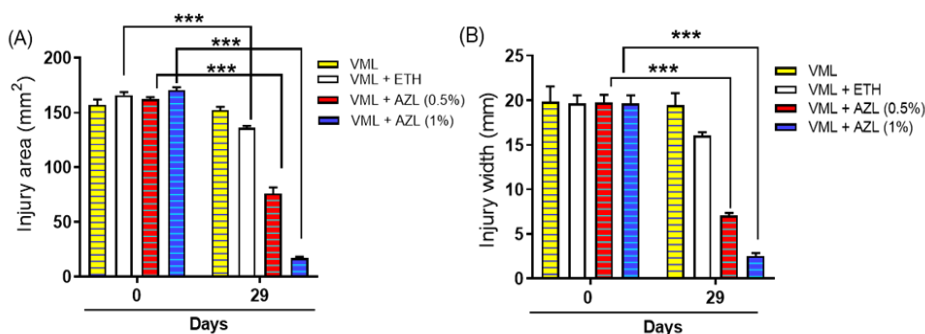 (A)
Injury area (mm²)
200
150
100
50
0
***
***
***
VML
VML + ETH
VML + AZL (0.5%)
VML + AZL (1%)
0
29
Days
(B)
Injury width (mm)
25
20
15
10
5
0
***
***
VML
VML + ETH
VML + AZL (0.5%)
VML + AZL (1%)
0
29
Days